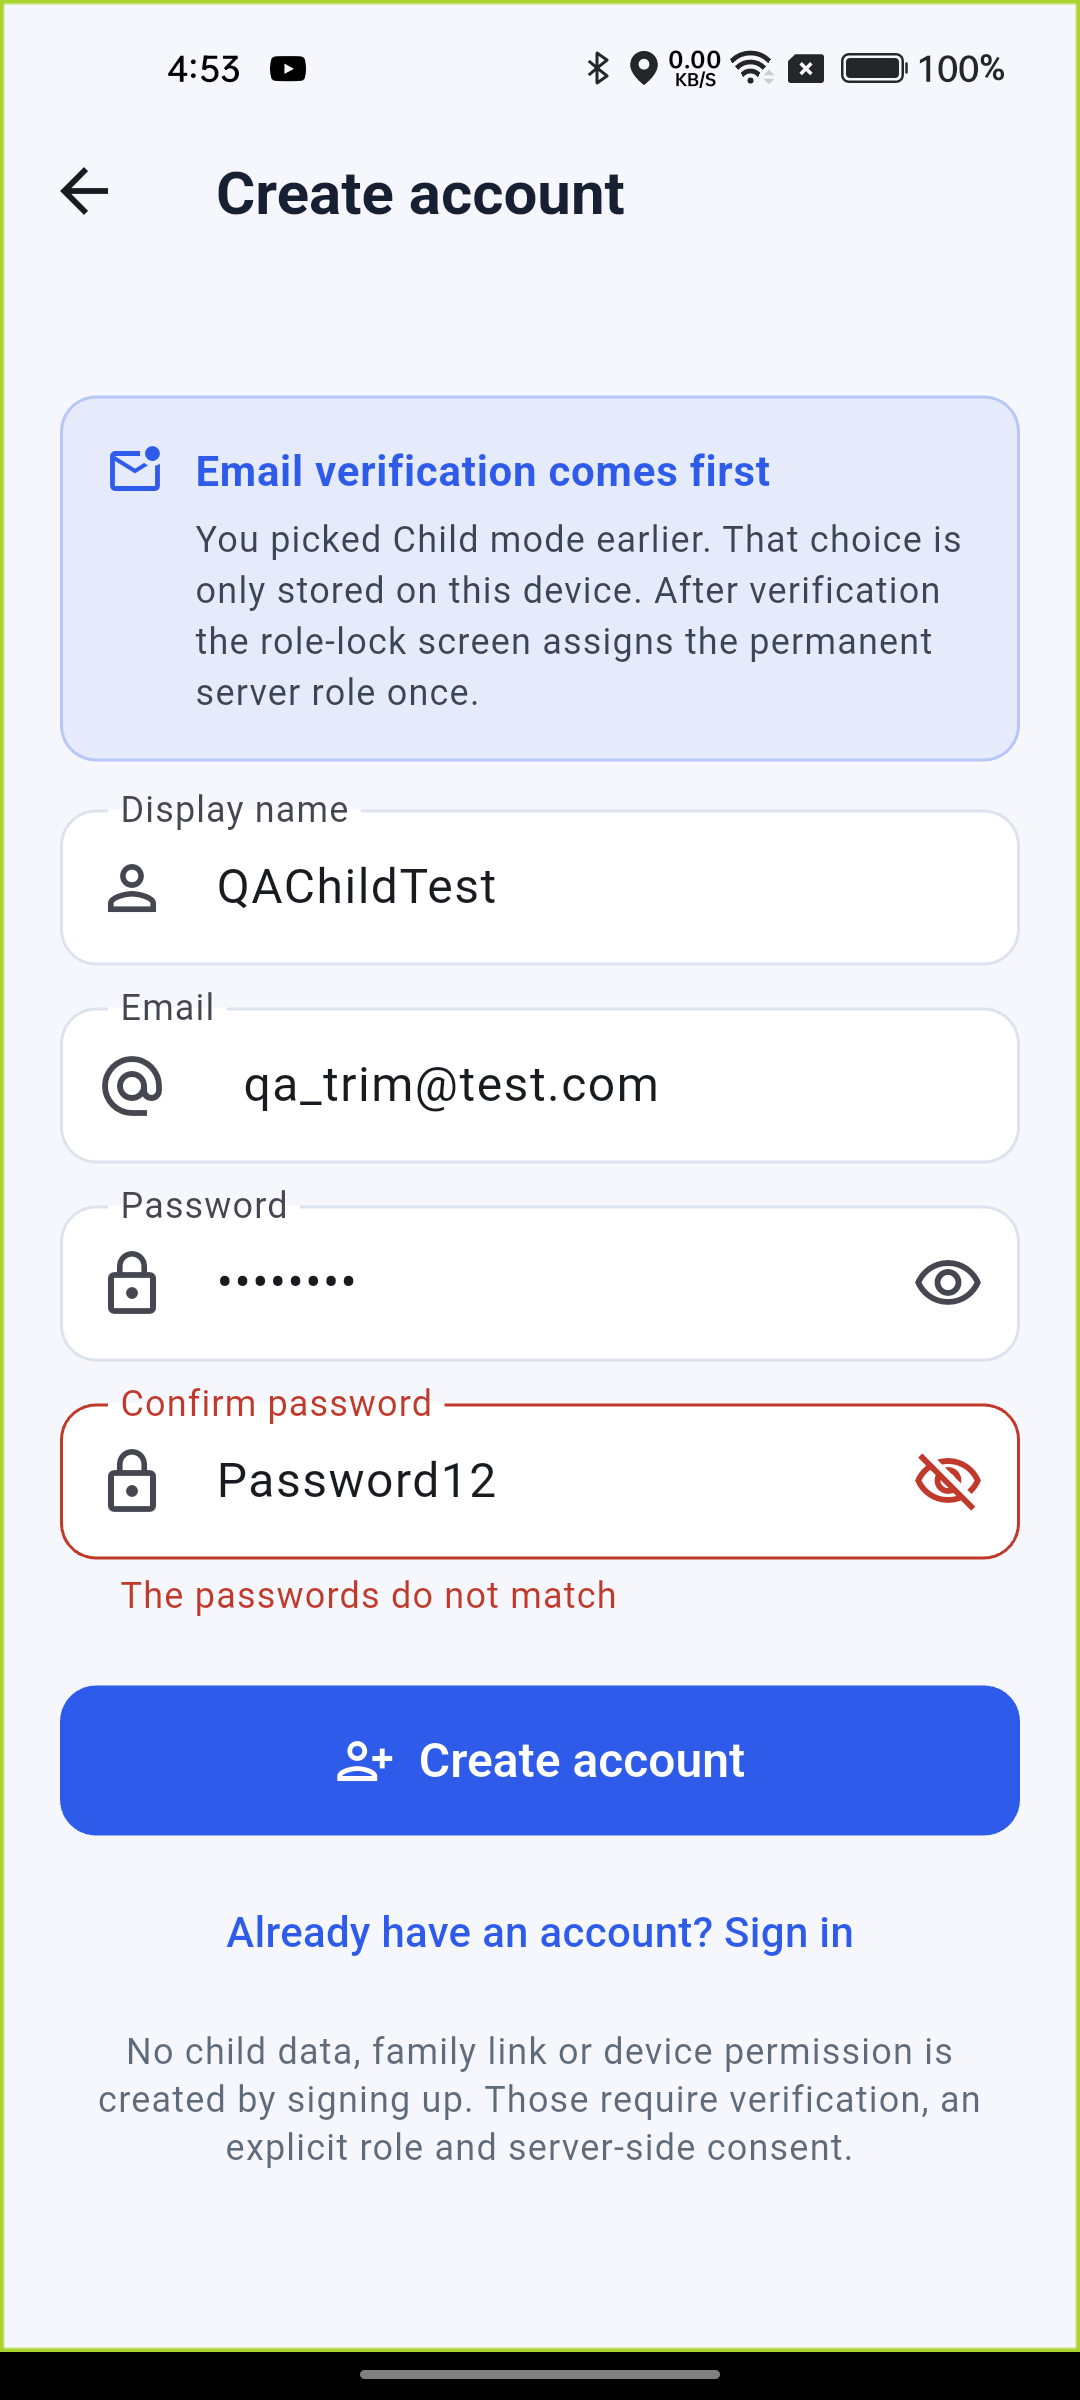 4:53
0.00
KB/S
100%
Create account
Email verification comes first
You picked Child mode earlier. That choice is
only stored on this device. After verification
the role-lock screen assigns the permanent
server role once.
Display name
QAChildTest
Email
qa_trim@test.com
Password
••••••••
Confirm password
Password12
The passwords do not match
Create account
Already have an account? Sign in
No child data, family link or device permission is
created by signing up. Those require verification, an
explicit role and server-side consent.